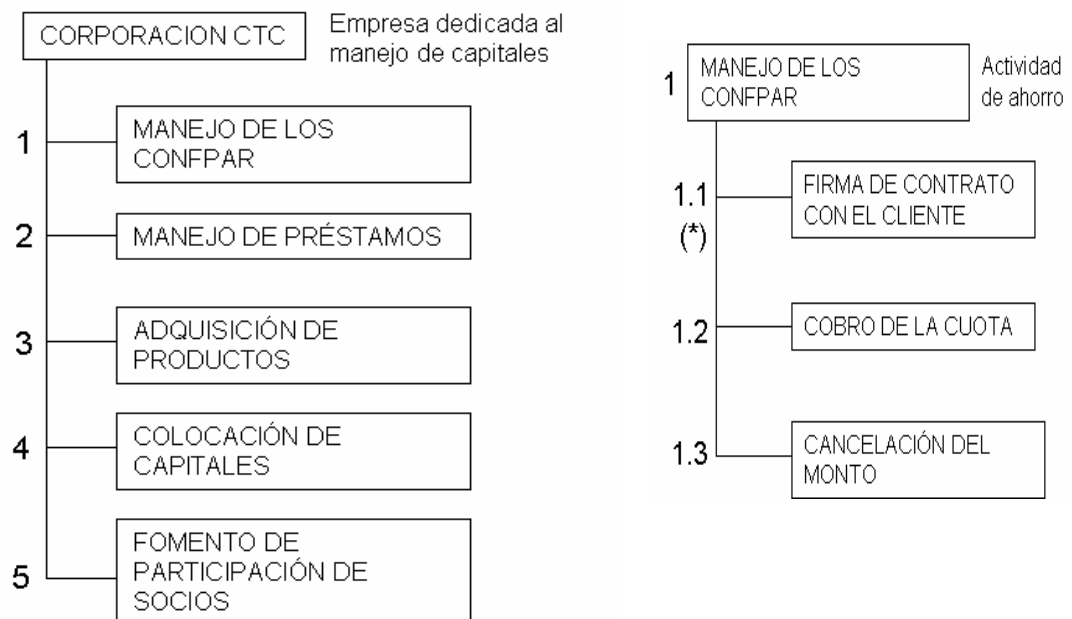 CORPORACION CTC
Empresa dedicada al
manejo de capitales
1
MANEJO DE LOS
CONFPAR
2
MANEJO DE PRÉSTAMOS
3
ADQUISICIÓN DE
PRODUCTOS
4
COLOCACIÓN DE
CAPITALES
5
FOMENTO DE
PARTICIPACIÓN DE
SOCIOS
1
MANEJO DE LOS
CONFPAR
Actividad
de ahorro
1.1
(*)
FIRMA DE CONTRATO
CON EL CLIENTE
1.2
COBRO DE LA CUOTA
1.3
CANCELACIÓN DEL
MONTO